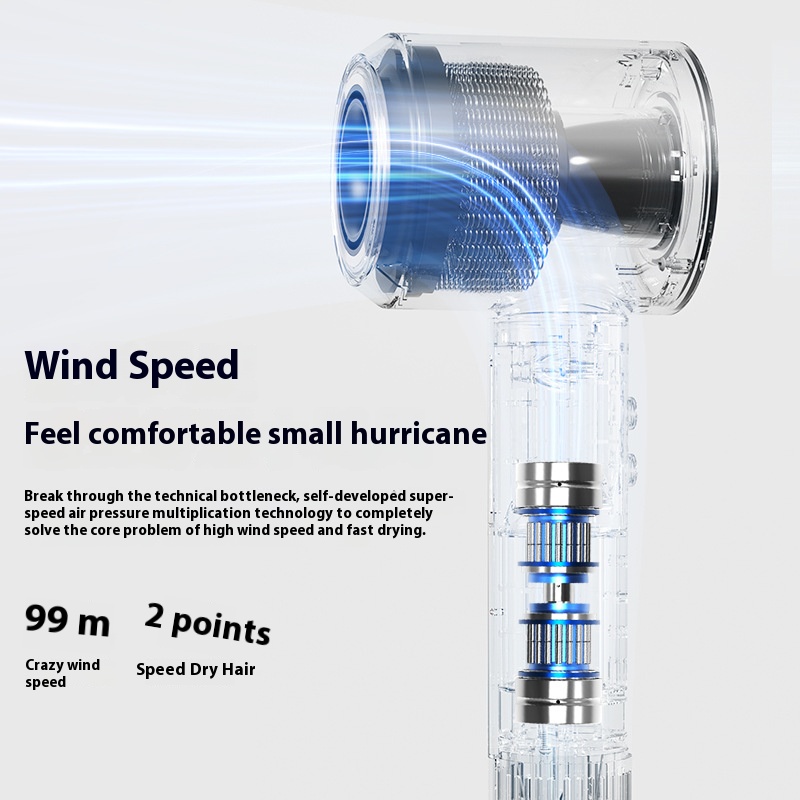 Wind Speed
Feel comfortable small hurricane
Break through the technical bottleneck, self-developed super-
speed air pressure multiplication technology to completely
solve the core problem of high wind speed and fast drying.
99 m
2 points
Crazy wind
speed
Speed Dry Hair